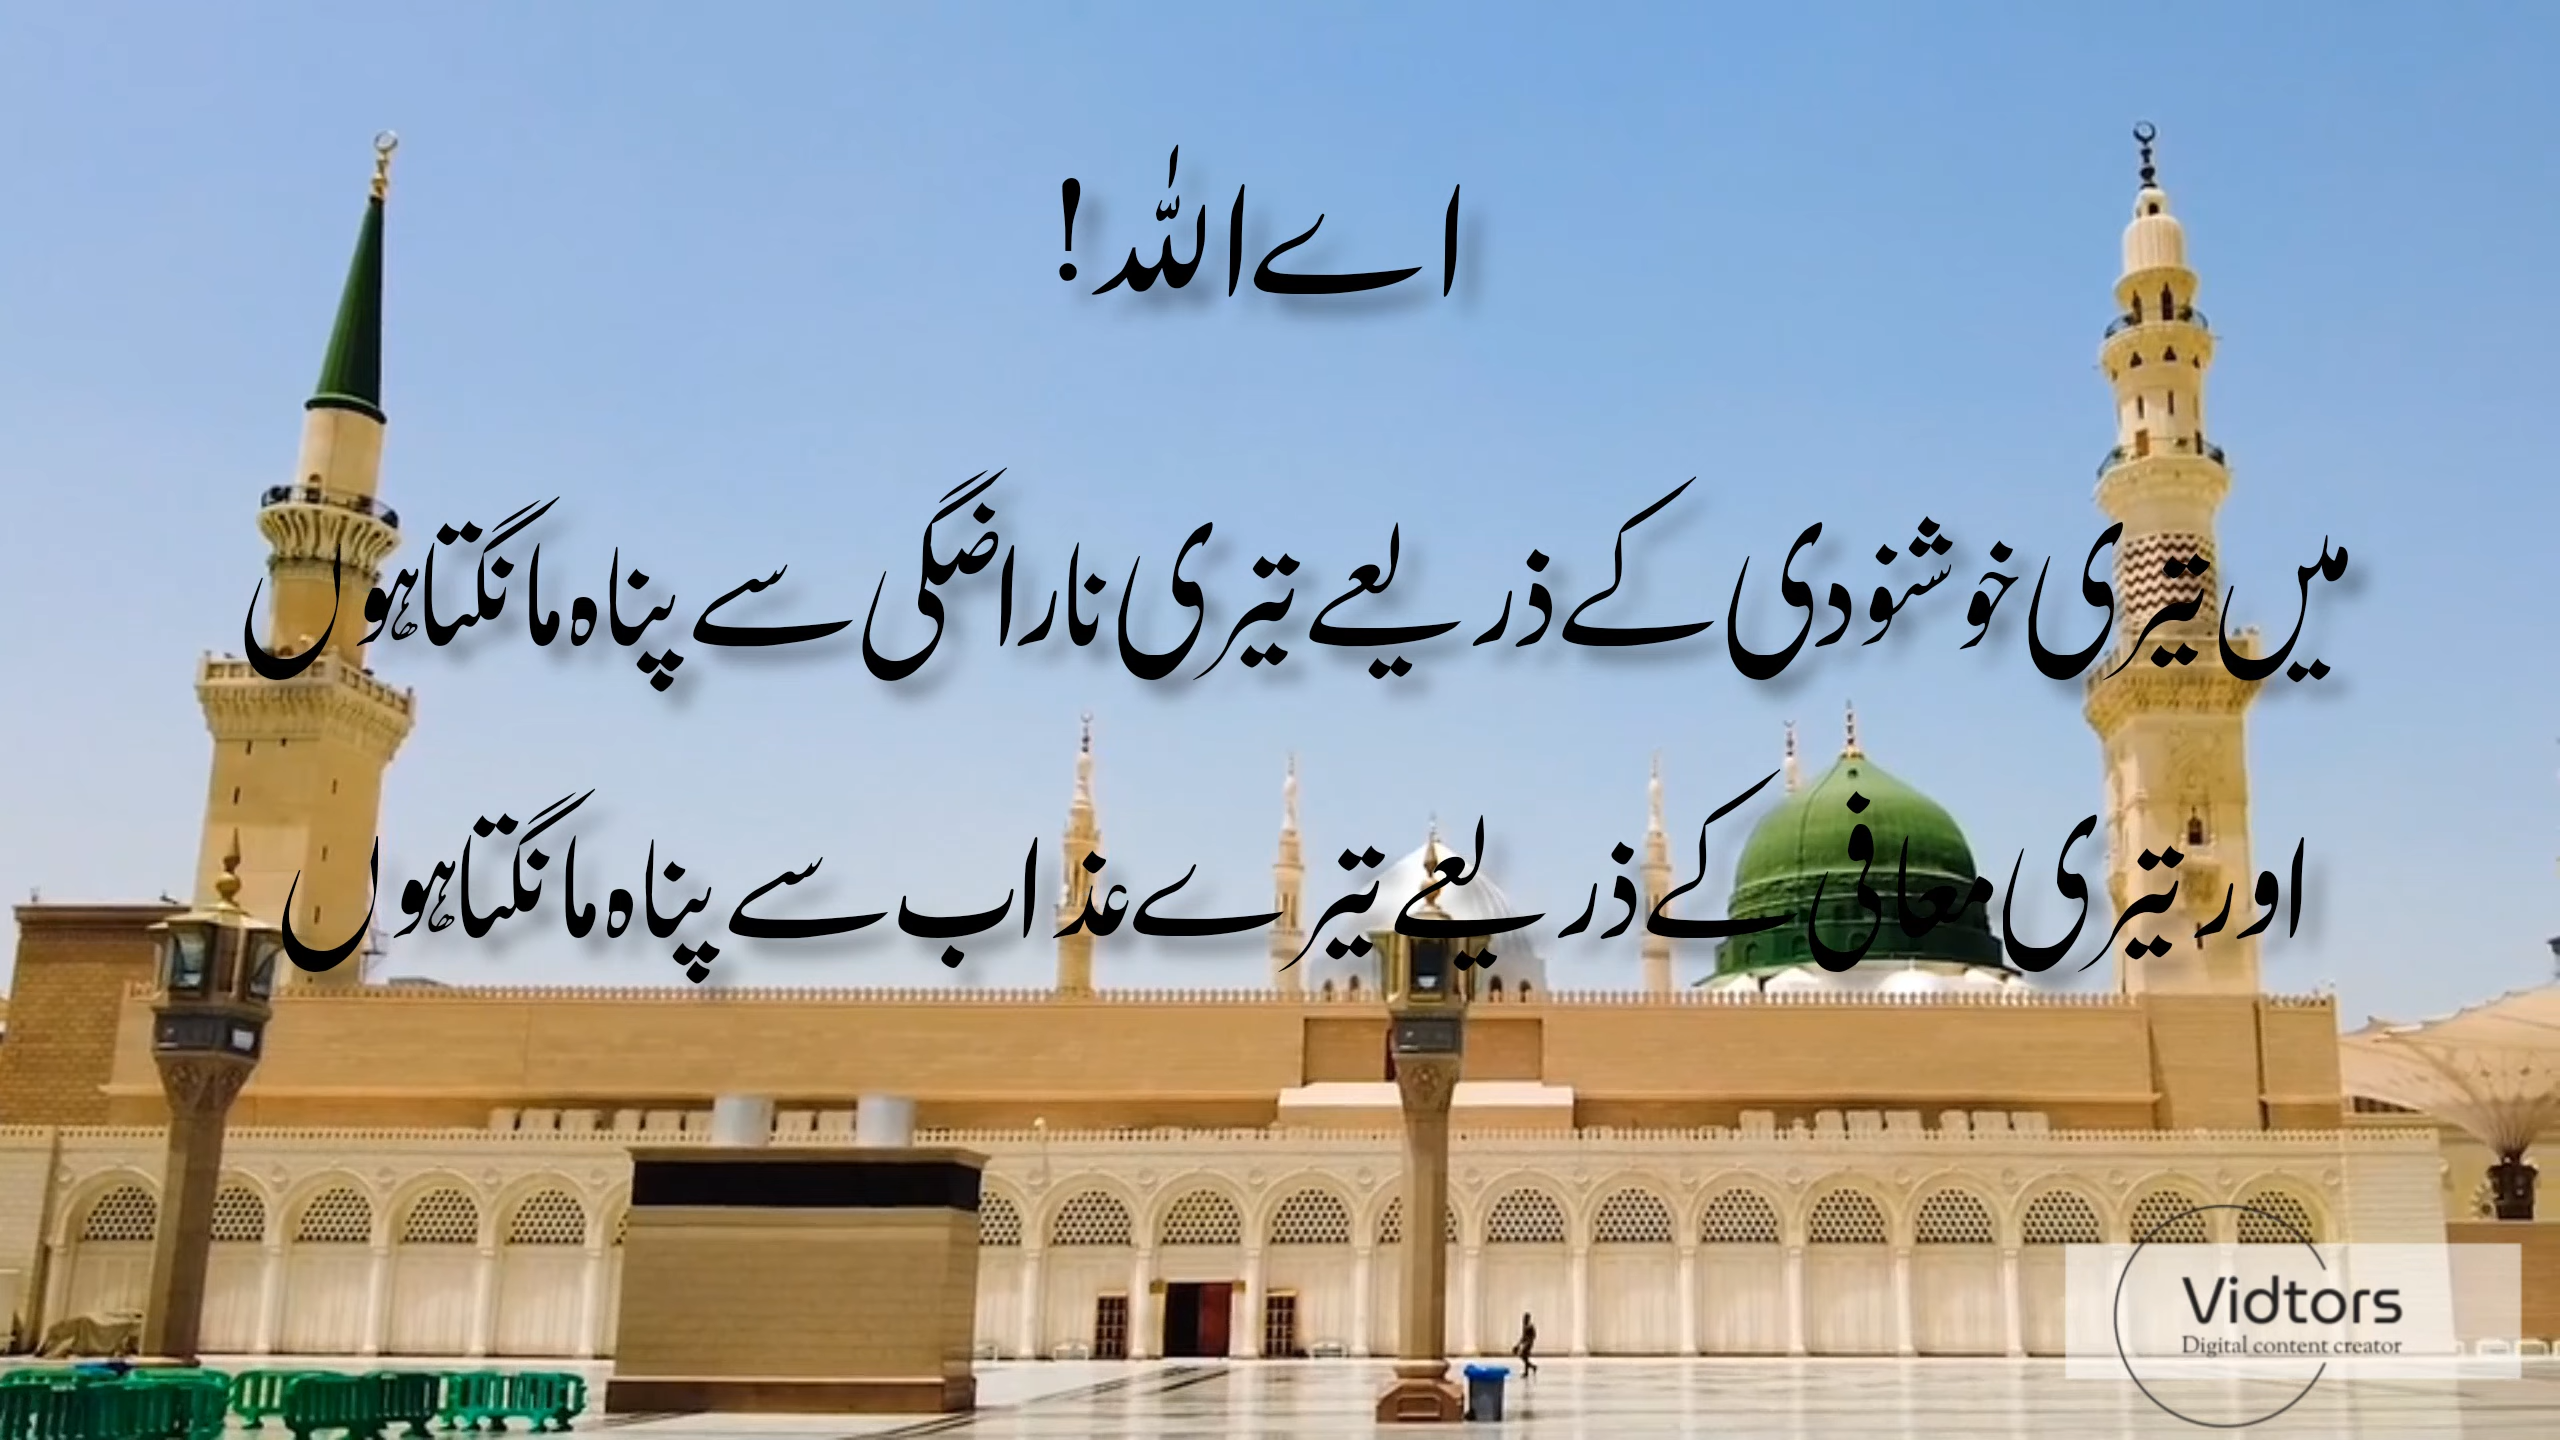 اے اللہ!
میں تیری خوشنودی کے ذریعے تیری ناراضگی سے پناہ مانگتا ہوں
اور تیری معافی کے ذریعے تیرے عذاب سے پناہ مانگتا ہوں
Vidtors
Digital content creator